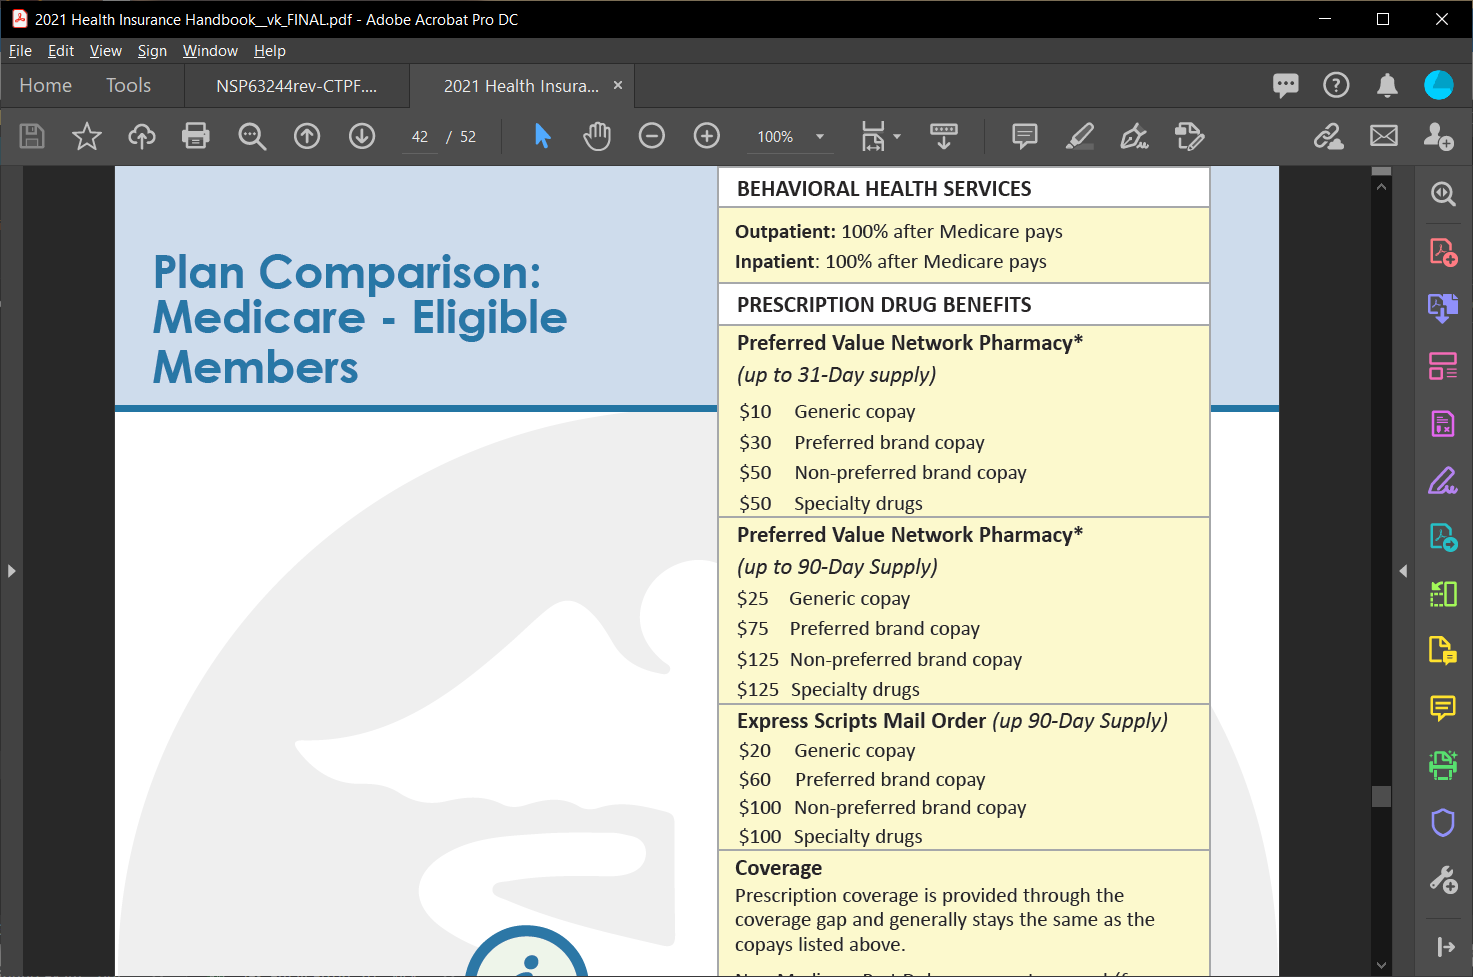 2021 Health Insurance Handbook__vk_FINAL.pdf - Adobe Acrobat Pro DC
File Edit View Sign Window Help
Home Tools NSP63244rev-CTPF.... 2021 Health Insura... ×
42 / 52 100%
Plan Comparison:
Medicare - Eligible
Members
BEHAVIORAL HEALTH SERVICES
Outpatient: 100% after Medicare pays
Inpatient: 100% after Medicare pays
PRESCRIPTION DRUG BENEFITS
Preferred Value Network Pharmacy*
(up to 31-Day supply)
$10 Generic copay
$30 Preferred brand copay
$50 Non-preferred brand copay
$50 Specialty drugs
Preferred Value Network Pharmacy*
(up to 90-Day Supply)
$25 Generic copay
$75 Preferred brand copay
$125 Non-preferred brand copay
$125 Specialty drugs
Express Scripts Mail Order (up 90-Day Supply)
$20 Generic copay
$60 Preferred brand copay
$100 Non-preferred brand copay
$100 Specialty drugs
Coverage
Prescription coverage is provided through the
coverage gap and generally stays the same as the
copays listed above.